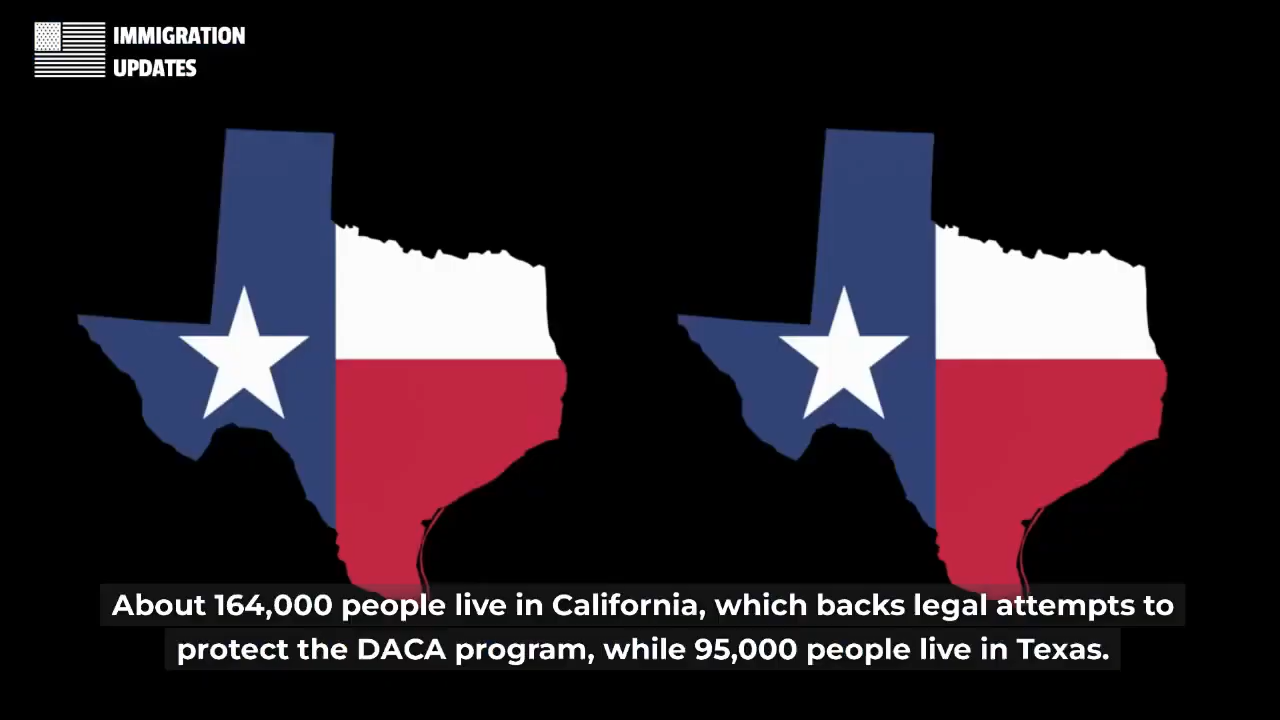 IMMIGRATION
UPDATES
About 164,000 people live in California, which backs legal attempts to
protect the DACA program, while 95,000 people live in Texas.